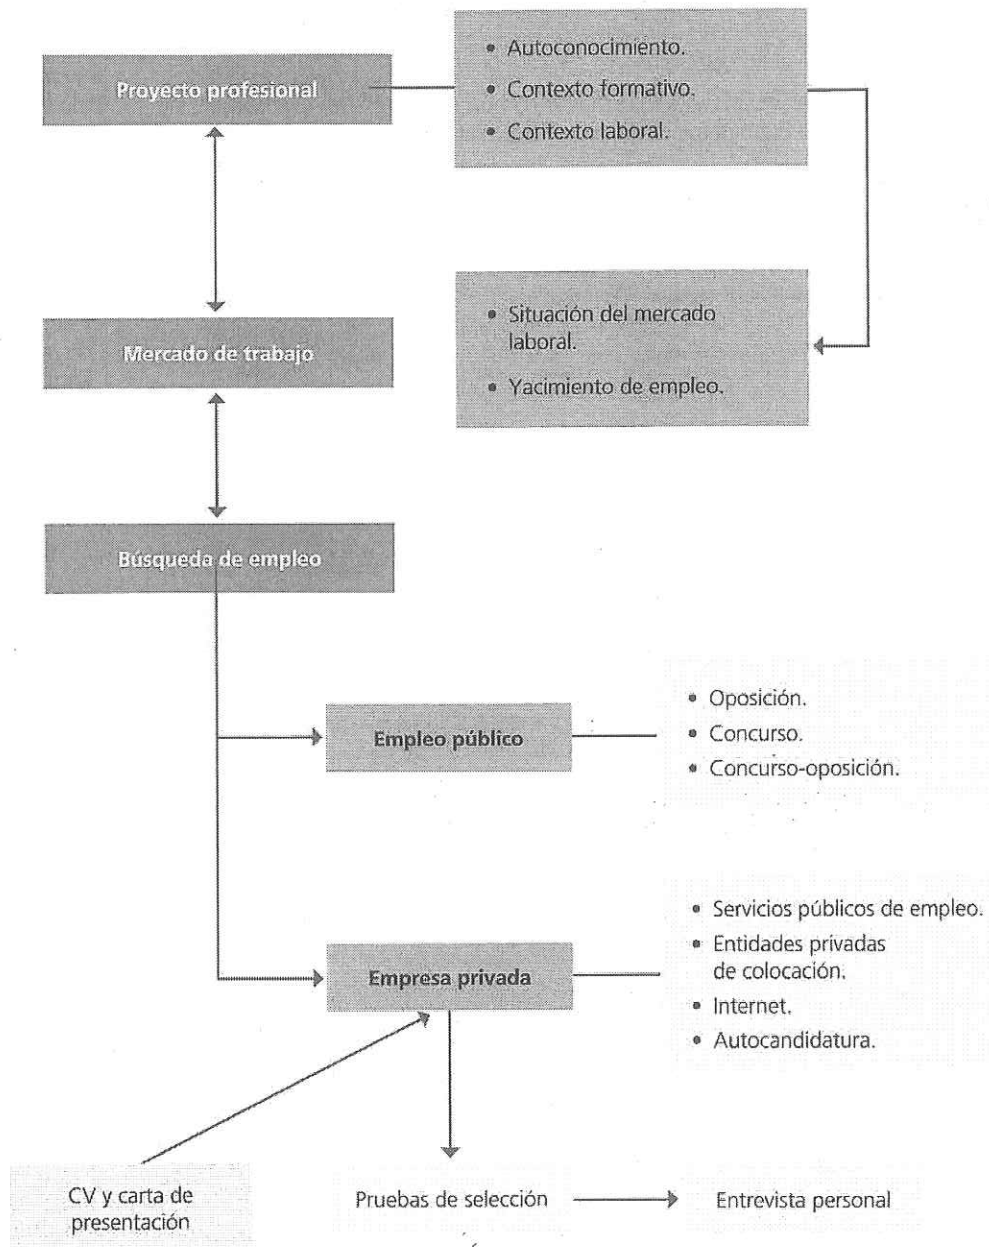 Proyecto profesional
• Autoconocimiento.
• Contexto formativo.
• Contexto laboral.
Mercado de trabajo
• Situación del mercado
laboral.
• Yacimiento de empleo.
Búsqueda de empleo
Empleo público
• Oposición.
• Concurso.
• Concurso-oposición.
Empresa privada
• Servicios públicos de empleo.
• Entidades privadas
de colocación.
• Internet.
• Autocandidatura.
CV y carta de
presentación
Pruebas de selección
Entrevista personal